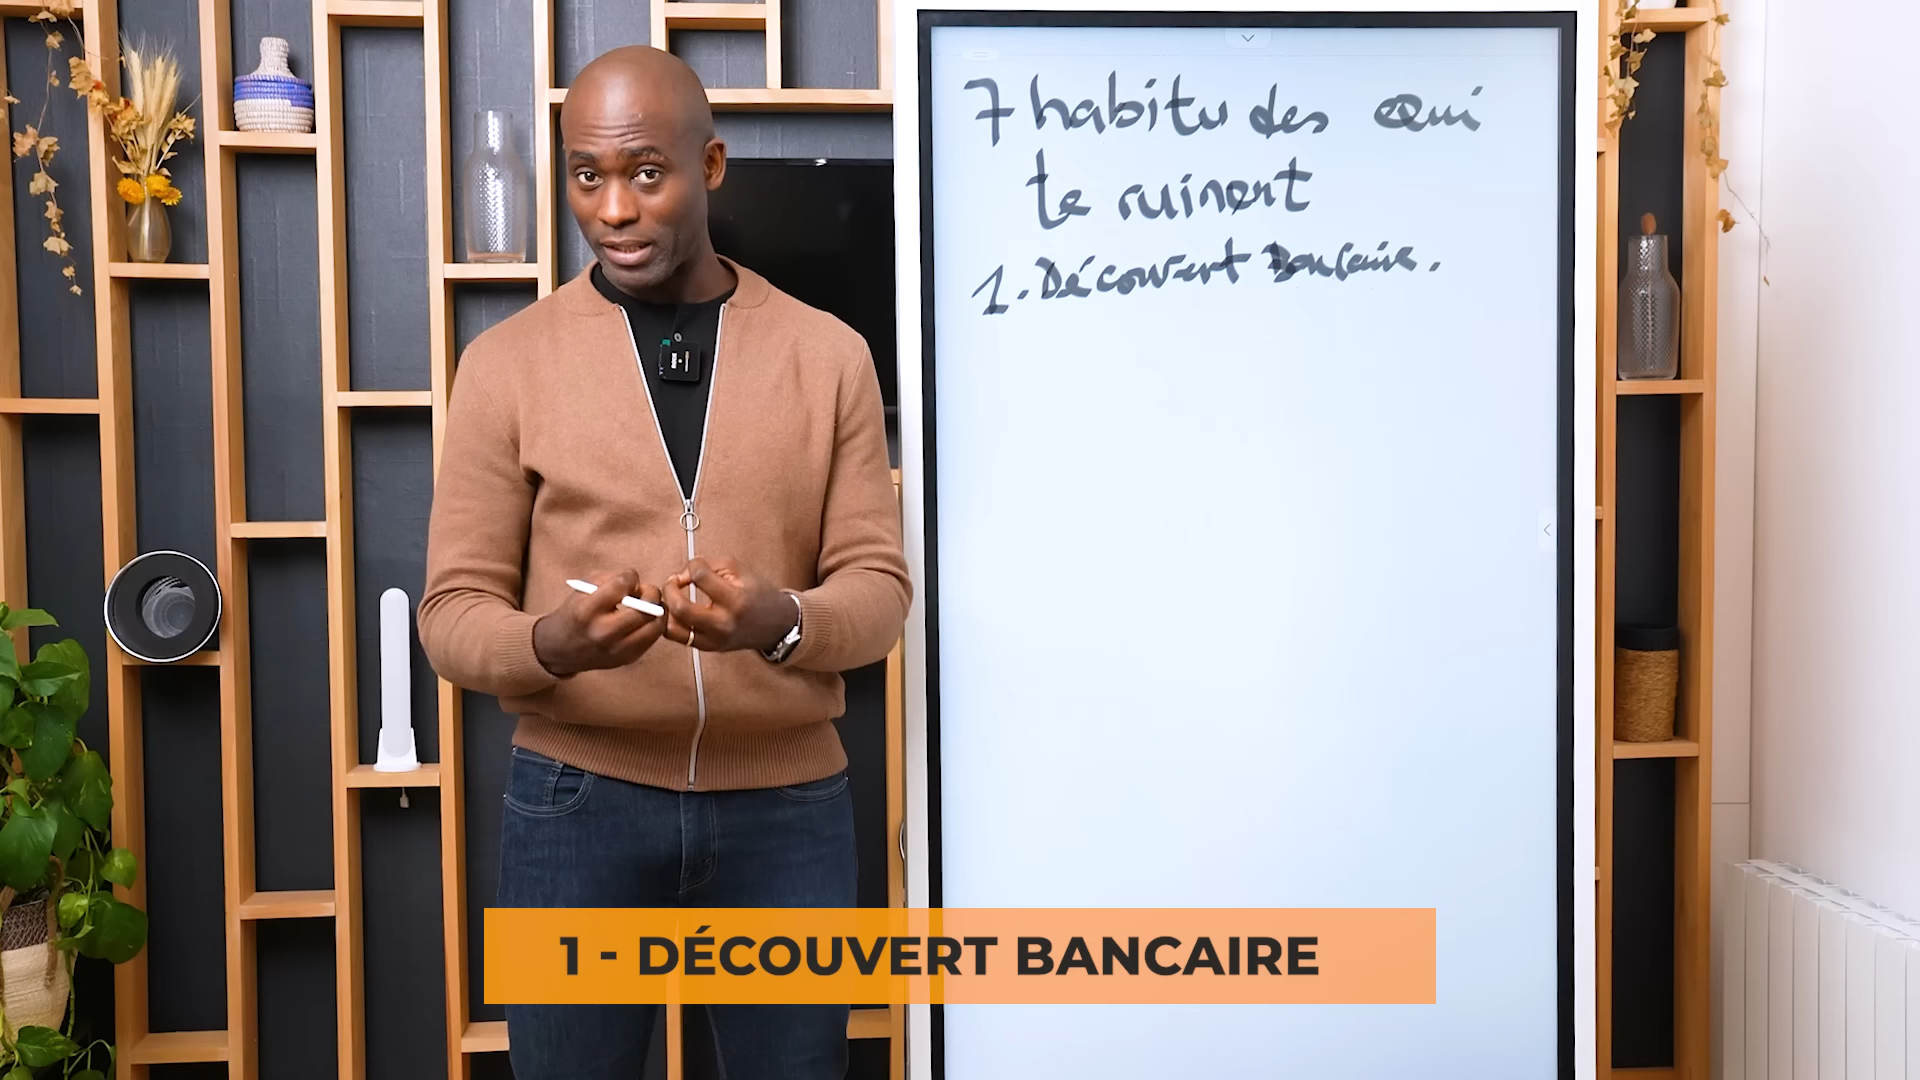 7 habitudes qui
te ruinent
1. Découvert Bancaire.
1 - DÉCOUVERT BANCAIRE